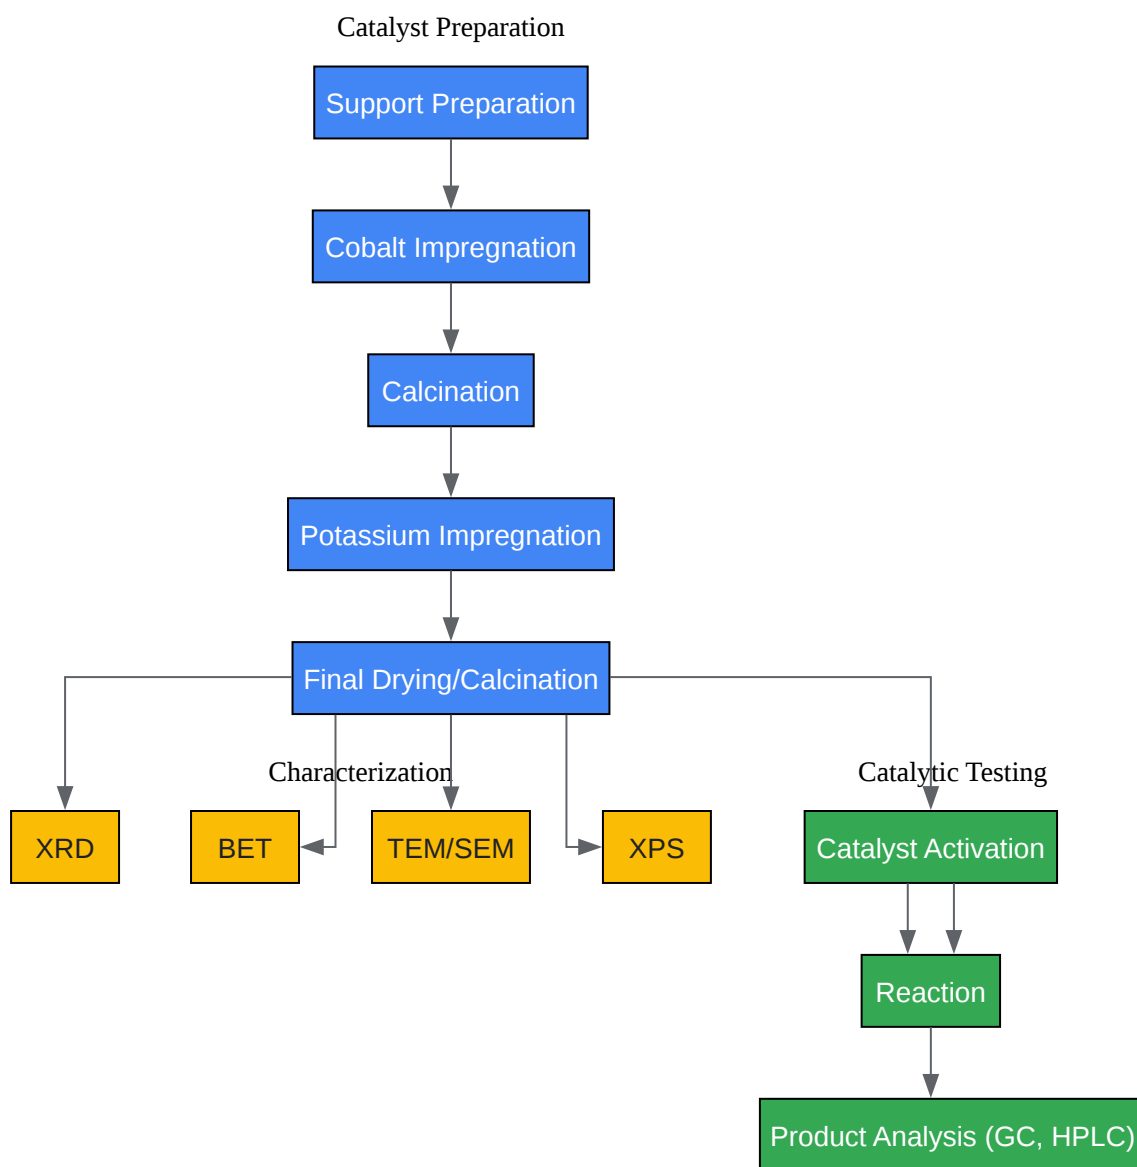 Catalyst Preparation
Support Preparation
Cobalt Impregnation
Calcination
Potassium Impregnation
Final Drying/Calcination
Characterization
Catalytic Testing
XRD
BET
TEM/SEM
XPS
Catalyst Activation
Reaction
Product Analysis (GC, HPLC)